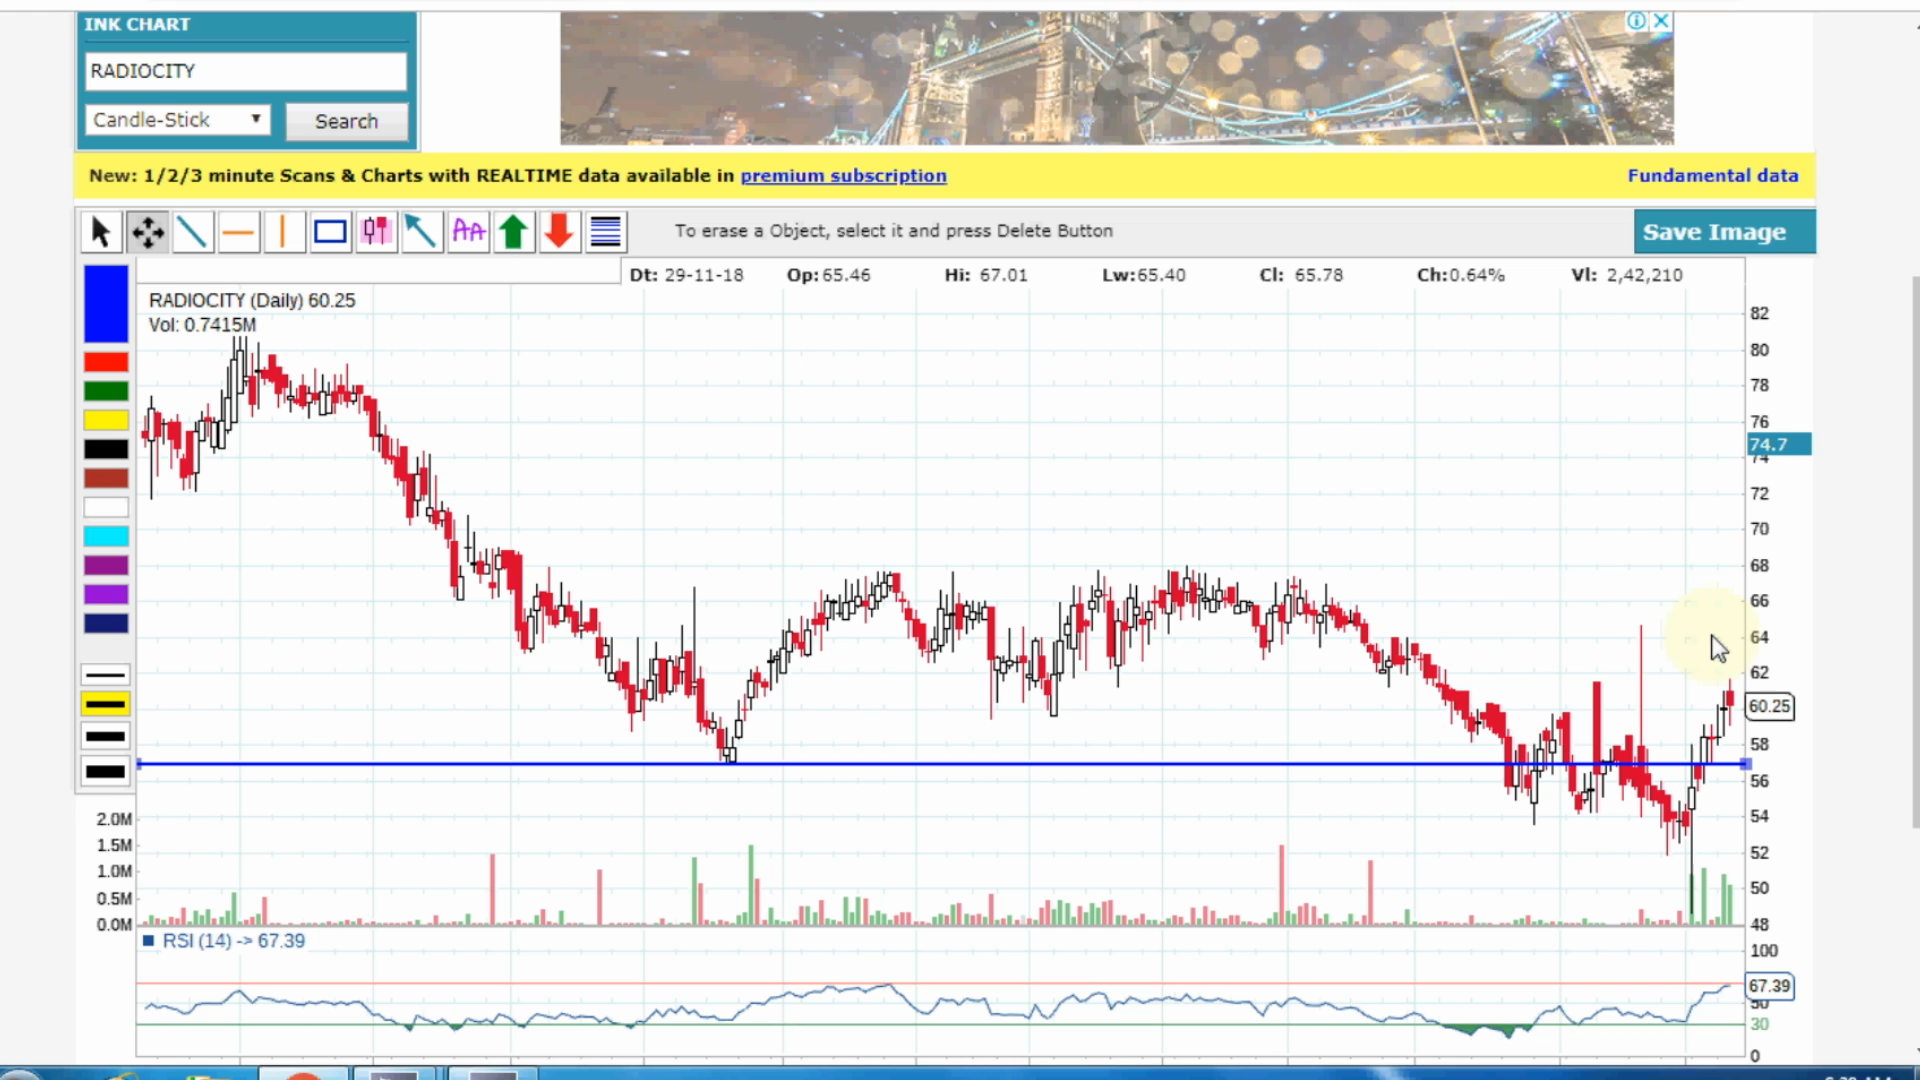 INK CHART
RADIOCITY
Candle-Stick
Search
New: 1/2/3 minute Scans & Charts with REALTIME data available in premium subscription
Fundamental data
AA
To erase a Object, select it and press Delete Button
Save Image
Dt: 29-11-18 Op:65.46 Hi: 67.01 Lw:65.40 Cl: 65.78 Ch:0.64% Vl: 2,42,210
RADIOCITY (Daily) 60.25
Vol: 0.7415M
82
80
78
76
74.7
74
72
70
68
66
64
62
60.25
58
56
54
52
50
48
2.0M
1.5M
1.0M
0.5M
0.0M
RSI (14) -> 67.39
100
67.39
50
30
0